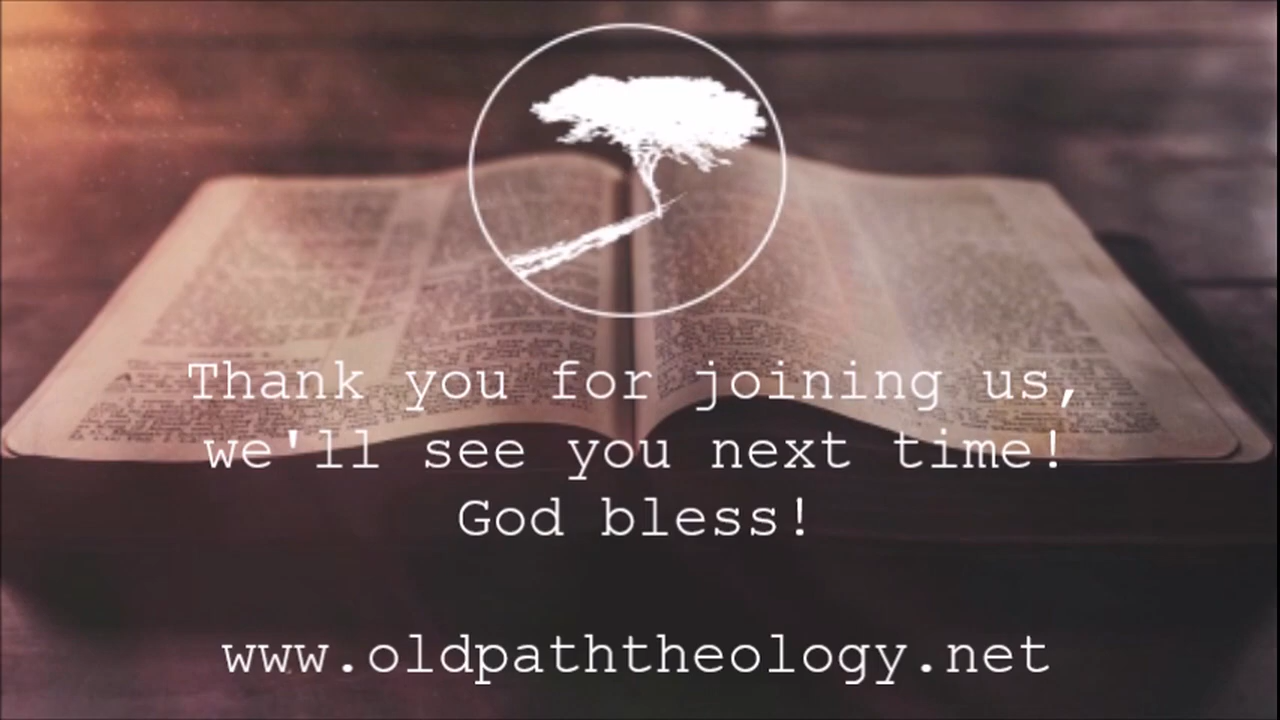 Thank you for joining us,
we'll see you next time!
God bless!
www.oldpaththeology.net